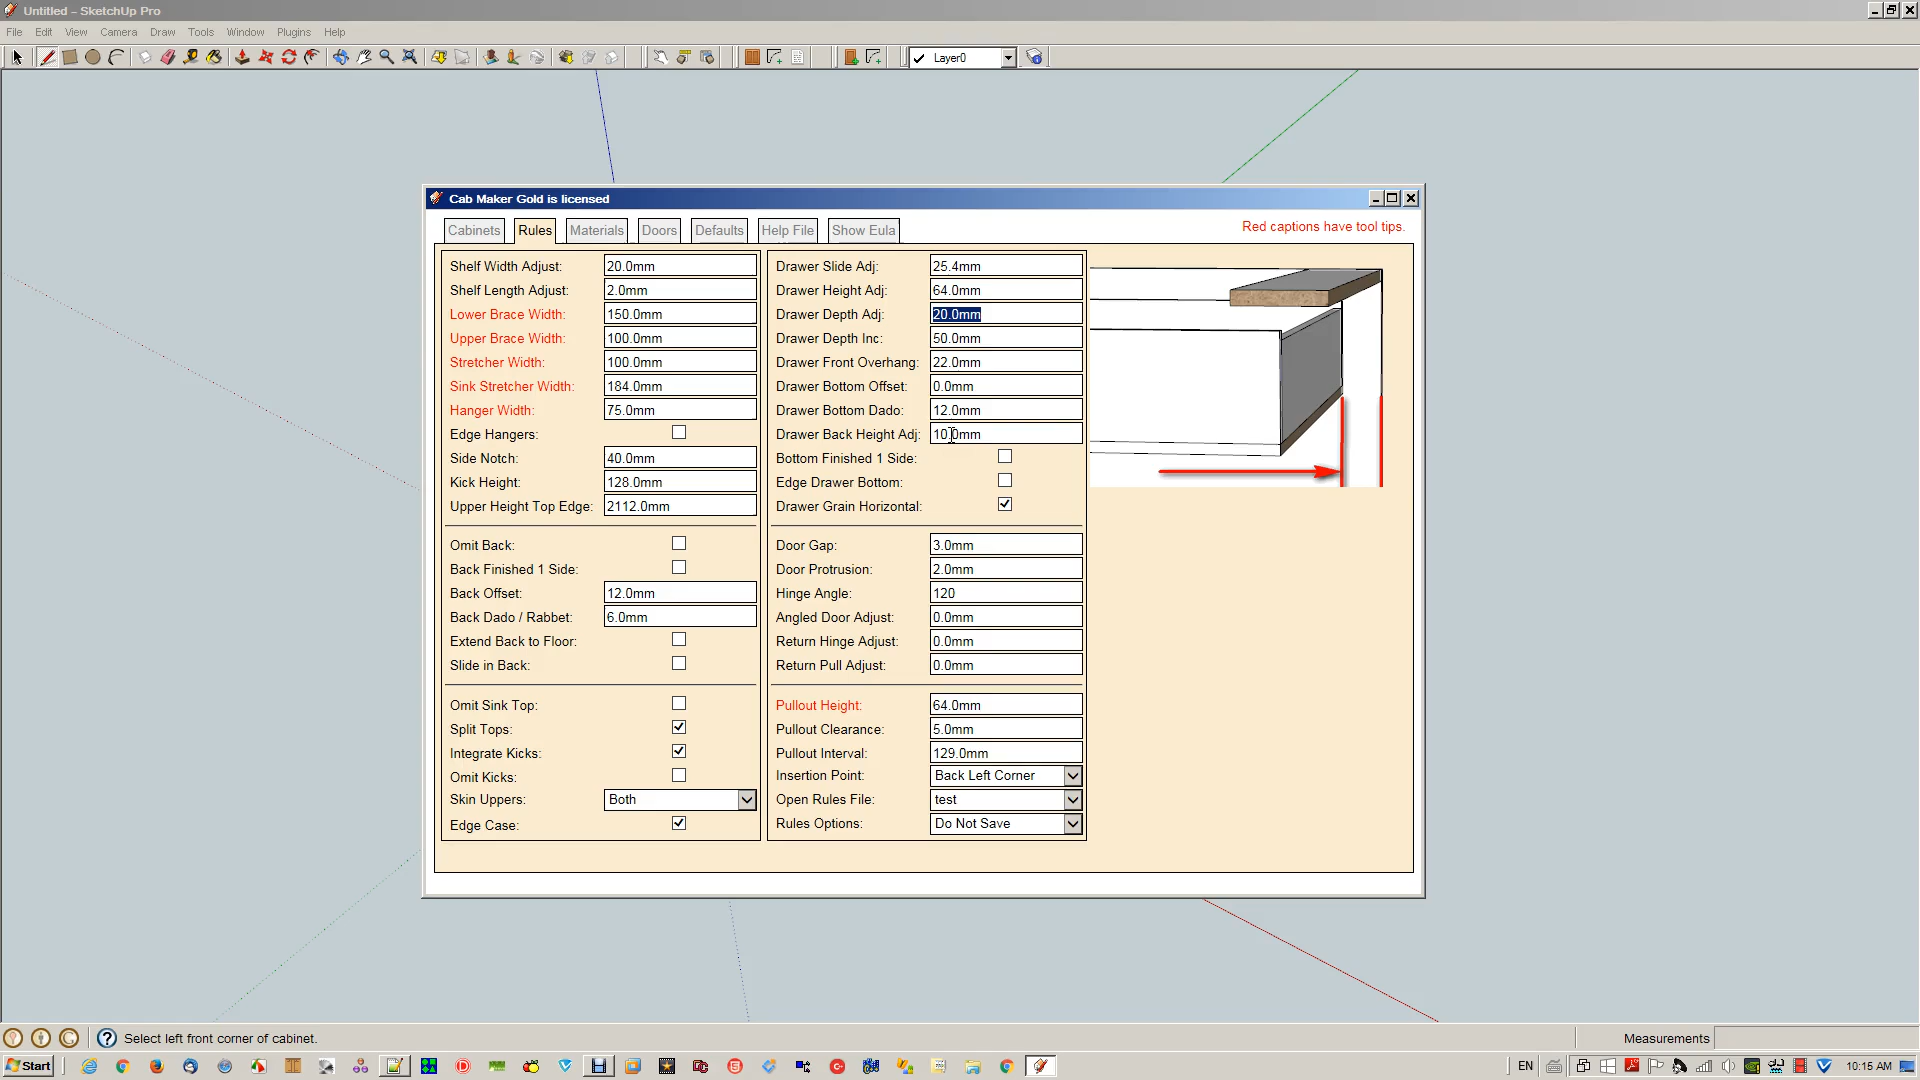 Untitled - SketchUp Pro
File Edit View Camera Draw Tools Window Plugins Help
Layer0
Cab Maker Gold is licensed
Cabinets Rules Materials Doors Defaults Help File Show Eula
Red captions have tool tips.
Shelf Width Adjust: 20.0mm
Shelf Length Adjust: 2.0mm
Lower Brace Width: 150.0mm
Upper Brace Width: 100.0mm
Stretcher Width: 100.0mm
Sink Stretcher Width: 184.0mm
Hanger Width: 75.0mm
Edge Hangers:
Side Notch: 40.0mm
Kick Height: 128.0mm
Upper Height Top Edge: 2112.0mm
Omit Back:
Back Finished 1 Side:
Back Offset: 12.0mm
Back Dado / Rabbet: 6.0mm
Extend Back to Floor:
Slide in Back:
Omit Sink Top:
Split Tops:
Integrate Kicks:
Omit Kicks:
Skin Uppers: Both
Edge Case:
Drawer Slide Adj: 25.4mm
Drawer Height Adj: 64.0mm
Drawer Depth Adj: 20.0mm
Drawer Depth Inc: 50.0mm
Drawer Front Overhang: 22.0mm
Drawer Bottom Offset: 0.0mm
Drawer Bottom Dado: 12.0mm
Drawer Back Height Adj: 10.0mm
Bottom Finished 1 Side:
Edge Drawer Bottom:
Drawer Grain Horizontal:
Door Gap: 3.0mm
Door Protrusion: 2.0mm
Hinge Angle: 120
Angled Door Adjust: 0.0mm
Return Hinge Adjust: 0.0mm
Return Pull Adjust: 0.0mm
Pullout Height: 64.0mm
Pullout Clearance: 5.0mm
Pullout Interval: 129.0mm
Insertion Point: Back Left Corner
Open Rules File: test
Rules Options: Do Not Save
Select left front corner of cabinet.
Measurements
Start
EN
10:15 AM